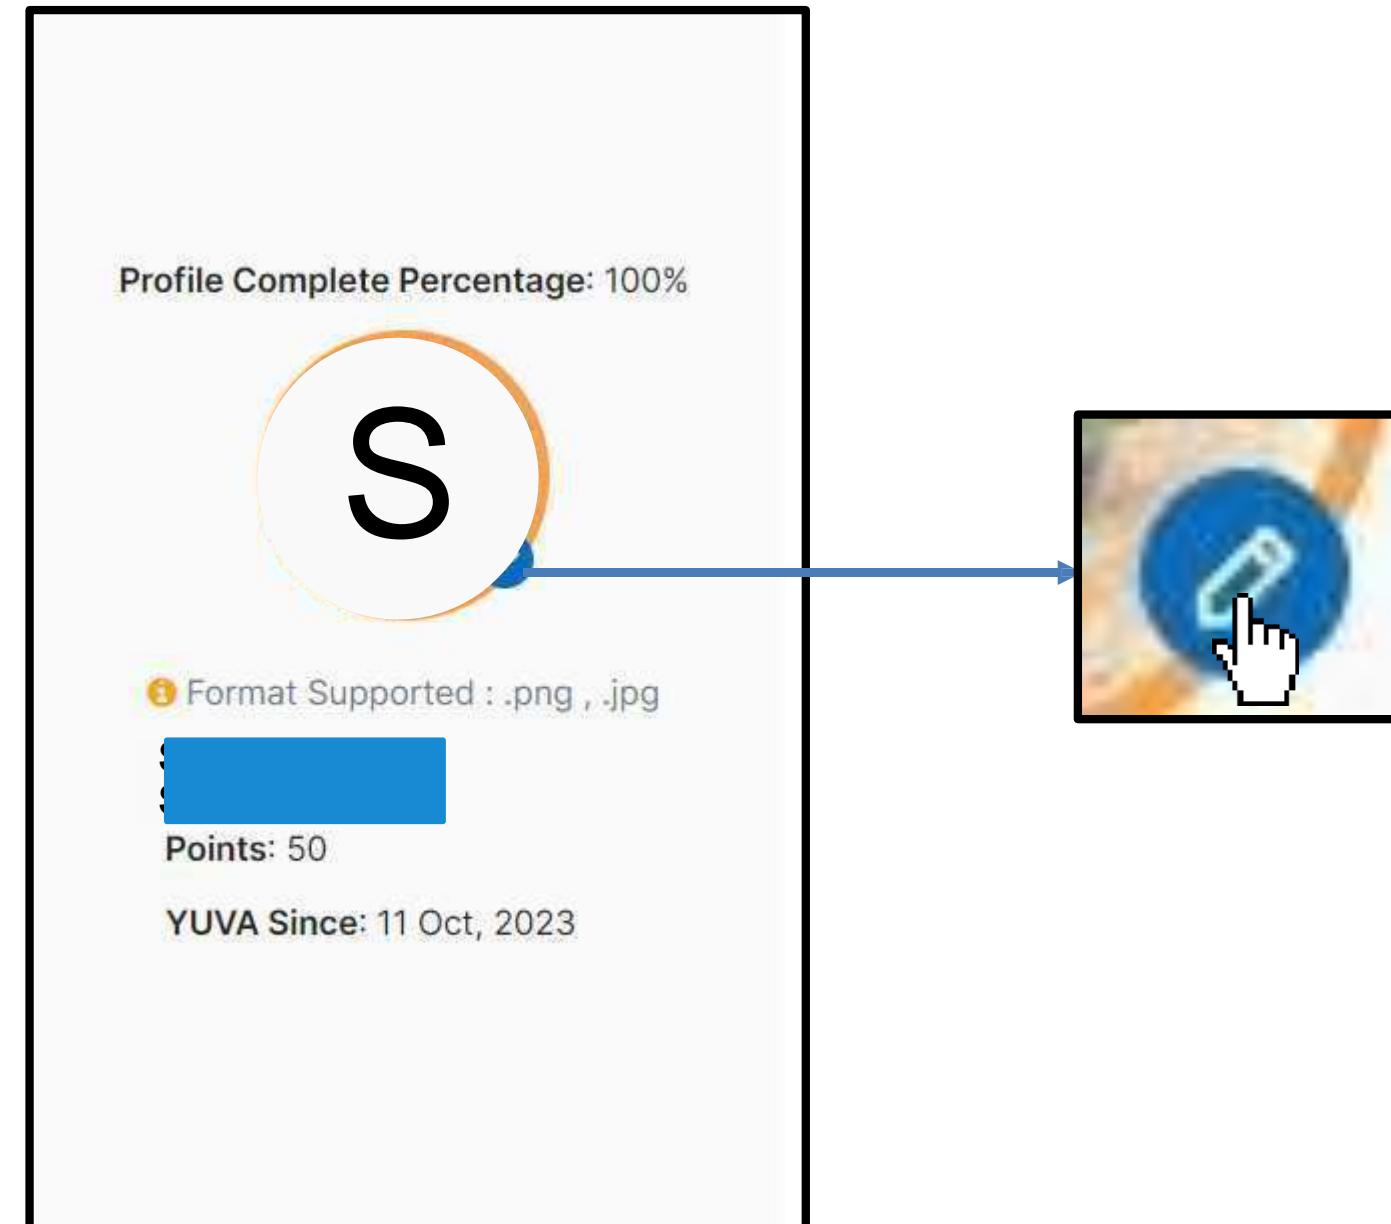 Profile Complete Percentage: 100%
S
Format Supported : .png , .jpg
Points: 50
YUVA Since: 11 Oct, 2023